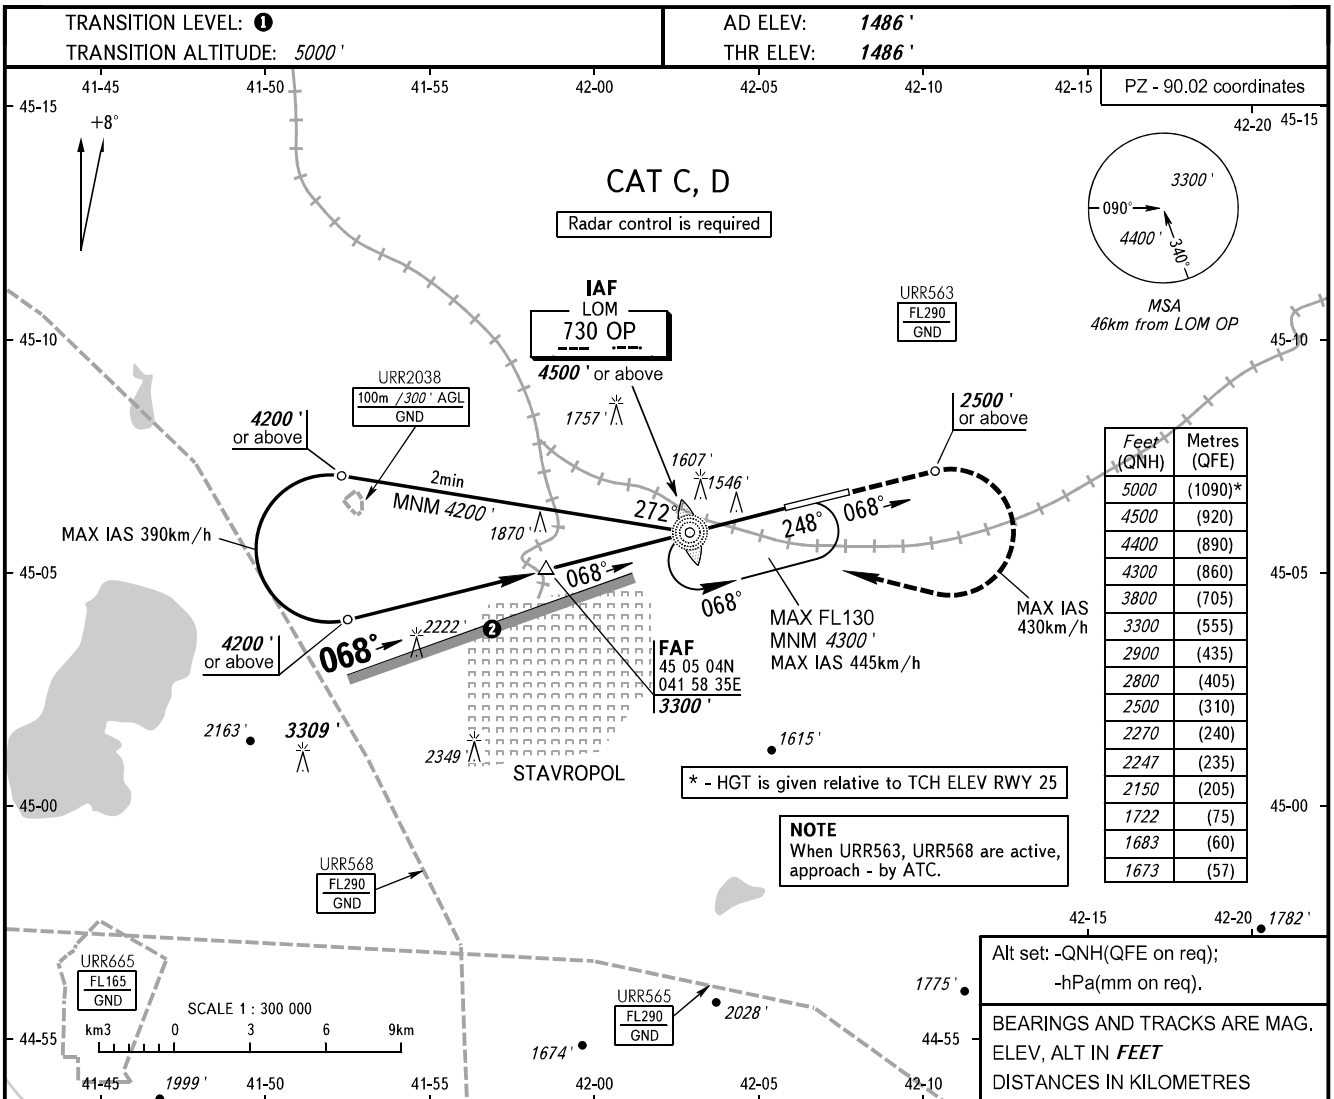 TRANSITION LEVEL: ❶
TRANSITION ALTITUDE: 5000 '
AD ELEV: 1486 '
THR ELEV: 1486 '
41-45 41-50 41-55 42-00 42-05 42-10 42-15
PZ - 90.02 coordinates
42-20 45-15
45-15
+8°
CAT C, D
Radar control is required
3300 '
090°
4400 '
340°
MSA
46km from LOM OP
IAF
LOM
730 OP
4500 ' or above
URR563
FL290
GND
45-10
45-10
URR2038
100m /300' AGL
GND
4200 '
or above
1757 '
2500 '
or above
2min
MNM 4200 '
1607 '
1546 '
272°
1870 '
248°
068°
MAX IAS 390km/h
45-05
45-05
068°
068°
MAX IAS
430km/h
MAX FL130
MNM 4300 '
MAX IAS 445km/h
4200 '
or above
068°
2222 '
❷
FAF
45 05 04N
041 58 35E
3300 '
2163 '
3309 '
2349 '
STAVROPOL
1615 '
* - HGT is given relative to TCH ELEV RWY 25
NOTE
When URR563, URR568 are active,
approach - by ATC.
Feet (QNH) Metres (QFE)
5000 (1090)*
4500 (920)
4400 (890)
4300 (860)
3800 (705)
3300 (555)
2900 (435)
2800 (405)
2500 (310)
2270 (240)
2247 (235)
2150 (205)
1722 (75)
1683 (60)
1673 (57)
45-00
45-00
URR568
FL290
GND
42-15 42-20 1782 '
URR665
FL165
GND
SCALE 1 : 300 000
km3 0 3 6 9km
URR565
FL290
GND
2028 '
1775 '
1674 '
1999 '
44-55
44-55
41-45 41-50 41-55 42-00 42-05 42-10
Alt set: -QNH(QFE on req);
-hPa(mm on req).
BEARINGS AND TRACKS ARE MAG.
ELEV, ALT IN FEET
DISTANCES IN KILOMETRES